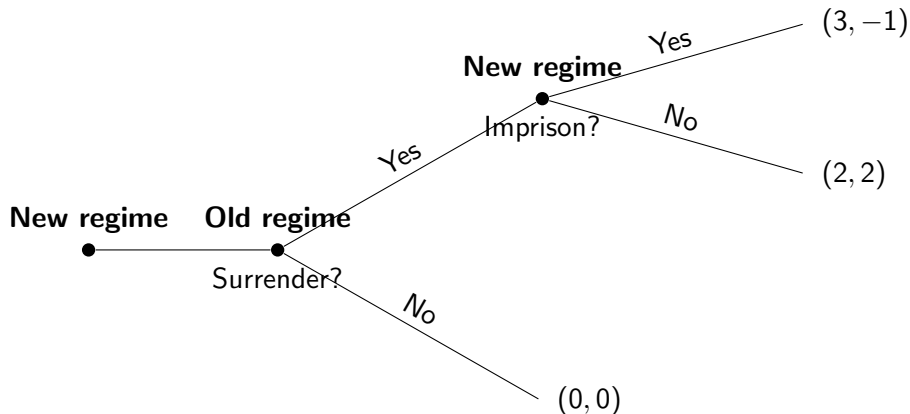 (3, −1)
Yes
New regime
Imprison?
No
Yes
(2, 2)
New regime
Old regime
Surrender?
No
(0, 0)